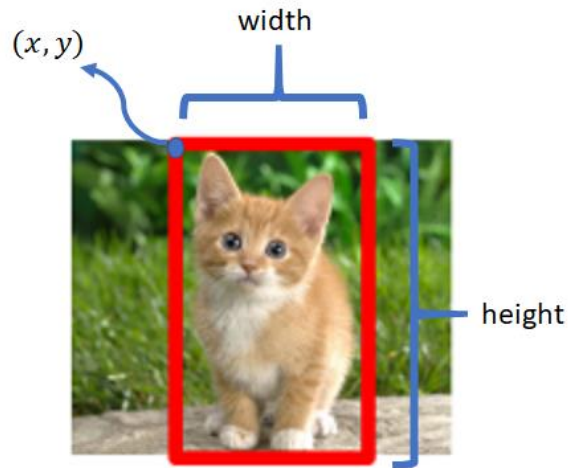 width
(x, y)
height